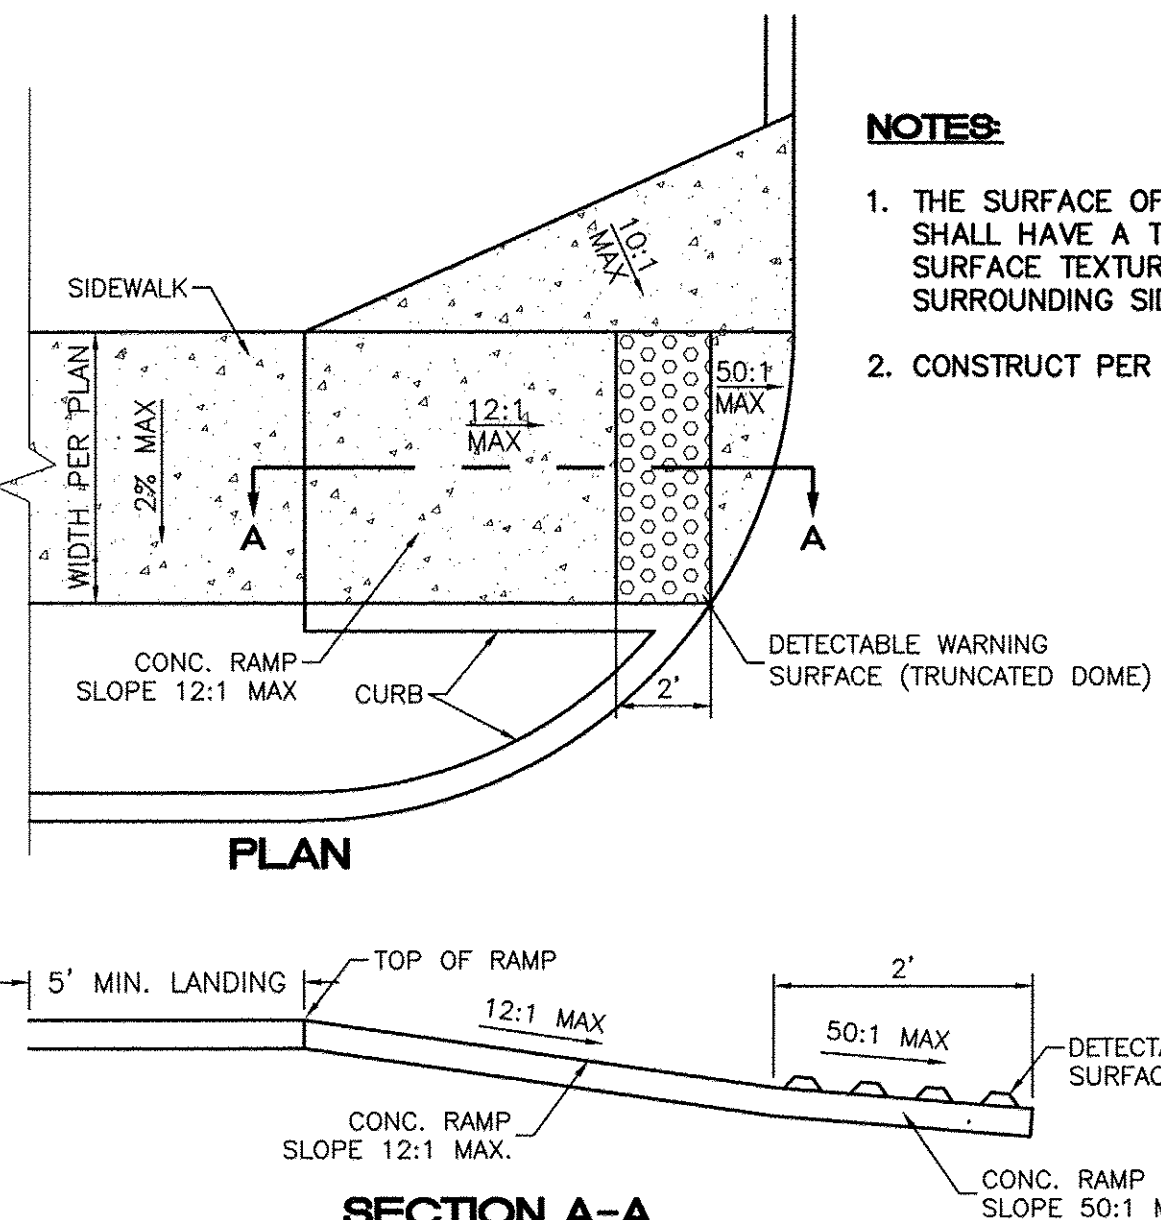 NOTES:
1. THE SURFACE OF
SHALL HAVE A T
SURFACE TEXTUR
SURROUNDING SID
2. CONSTRUCT PER
SIDEWALK
10:1
MAX
WIDTH PER PLAN
2% MAX
12:1
MAX
50:1
MAX
A
A
CONC. RAMP
SLOPE 12:1 MAX
CURB
2'
DETECTABLE WARNING
SURFACE (TRUNCATED DOME)
PLAN
5' MIN. LANDING
TOP OF RAMP
12:1 MAX
2'
50:1 MAX
DETECTA
SURFAC
CONC. RAMP
SLOPE 12:1 MAX.
CONC. RAMP
SLOPE 50:1 M
SECTION A-A